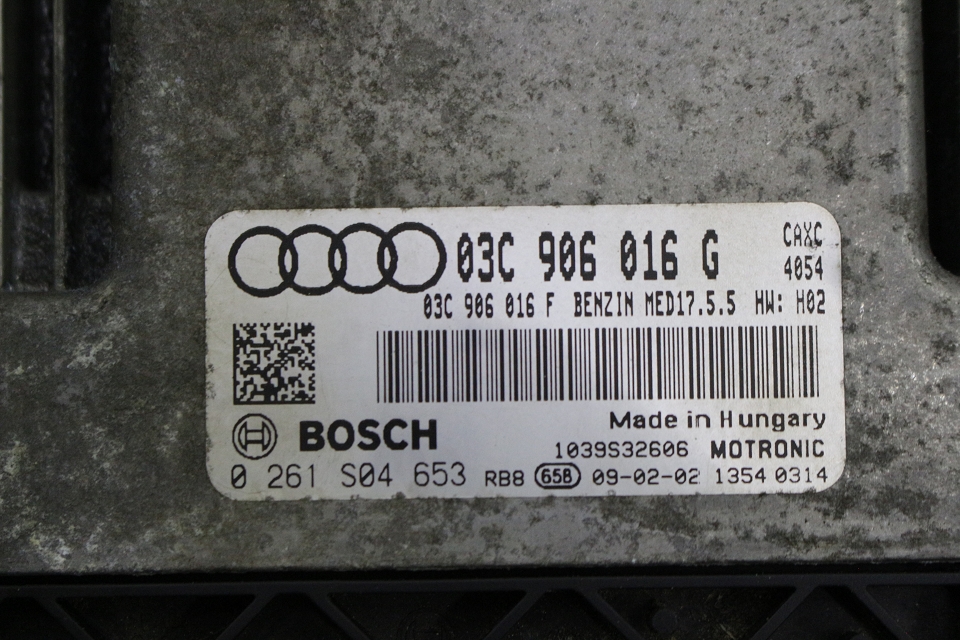 03C 906 016 G CAXC
4054
03C 906 016 F BENZIN MED17.5.5 HW: H02
Made in Hungary
BOSCH 1039S32606 MOTRONIC
0 261 S04 653 RB8 658 09-02-02 1354 0314